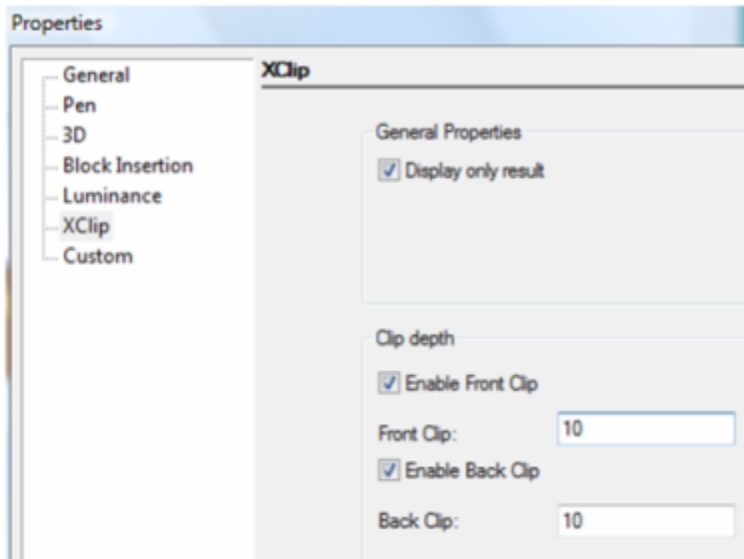 Properties
General
Pen
3D
Block Insertion
Luminance
XClip
Custom
XClip
General Properties
Display only result
Clip depth
Enable Front Clip
Front Clip: 10
Enable Back Clip
Back Clip: 10